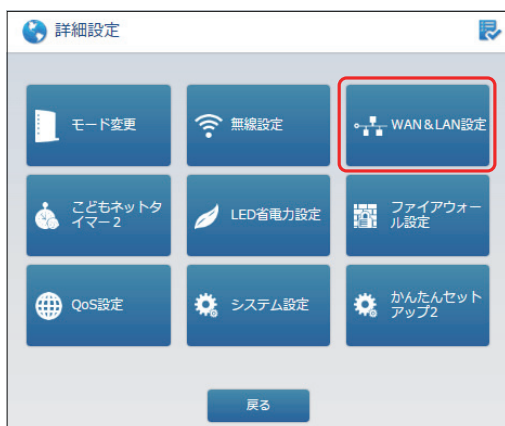 詳細設定
モード変更
無線設定
WAN&LAN設定
こどもネットタ
イマー2
LED省電力設定
ファイアウォー
ル設定
QoS設定
システム設定
かんたんセット
アップ2
戻る